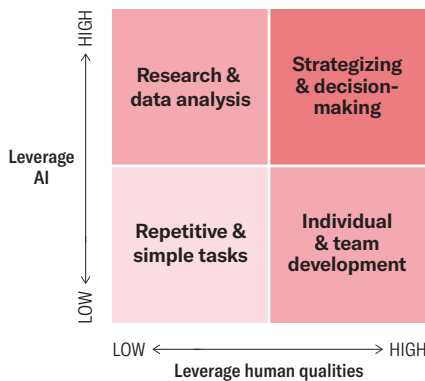 HIGH
Research &
data analysis
Strategizing
& decision-
making
Leverage
AI
Repetitive &
simple tasks
Individual
& team
development
LOW
LOW
HIGH
Leverage human qualities